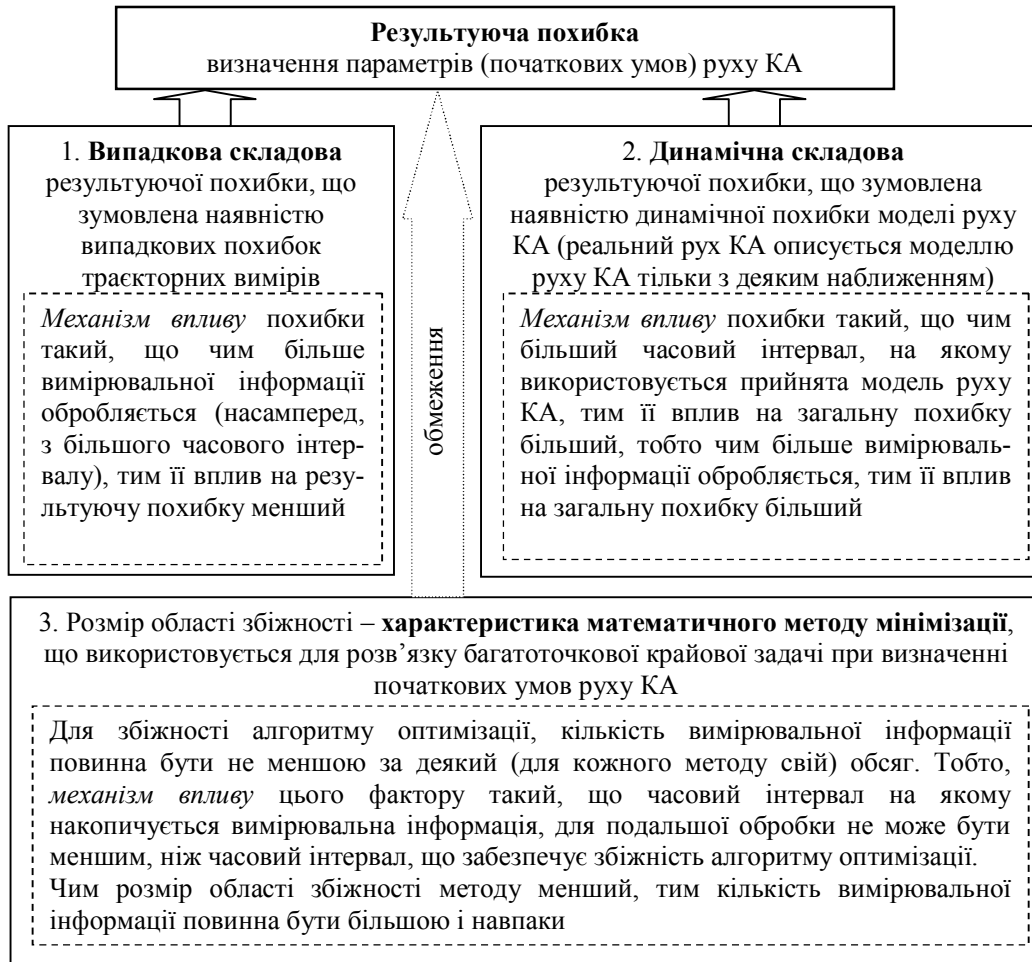 Результуюча похибка
визначення параметрів (початкових умов) руху КА
1. Випадкова складова
результуючої похибки, що
зумовлена наявністю
випадкових похибок
траєкторних вимірів
Механізм впливу похибки
такий, що чим більше
вимірювальної інформації
обробляється (насамперед,
з більшого часового інтер-
валу), тим її вплив на резу-
льтуючу похибку менший
обмеження
2. Динамічна складова
результуючої похибки, що зумовлена
наявністю динамічної похибки моделі руху
КА (реальний рух КА описується моделлю
руху КА тільки з деяким наближенням)
Механізм впливу похибки такий, що чим
більший часовий інтервал, на якому
використовується прийнята модель руху
КА, тим її вплив на загальну похибку
більший, тобто чим більше вимірюваль-
ної інформації обробляється, тим її вплив
на загальну похибку більший
3. Розмір області збіжності – характеристика математичного методу мінімізації,
що використовується для розв’язку багатоточкової крайової задачі при визначенні
початкових умов руху КА
Для збіжності алгоритму оптимізації, кількість вимірювальної інформації
повинна бути не меншою за деякий (для кожного методу свій) обсяг. Тобто,
механізм впливу цього фактору такий, що часовий інтервал на якому
накопичується вимірювальна інформація, для подальшої обробки не може бути
меншим, ніж часовий інтервал, що забезпечує збіжність алгоритму оптимізації.
Чим розмір області збіжності методу менший, тим кількість вимірювальної
інформації повинна бути більшою і навпаки